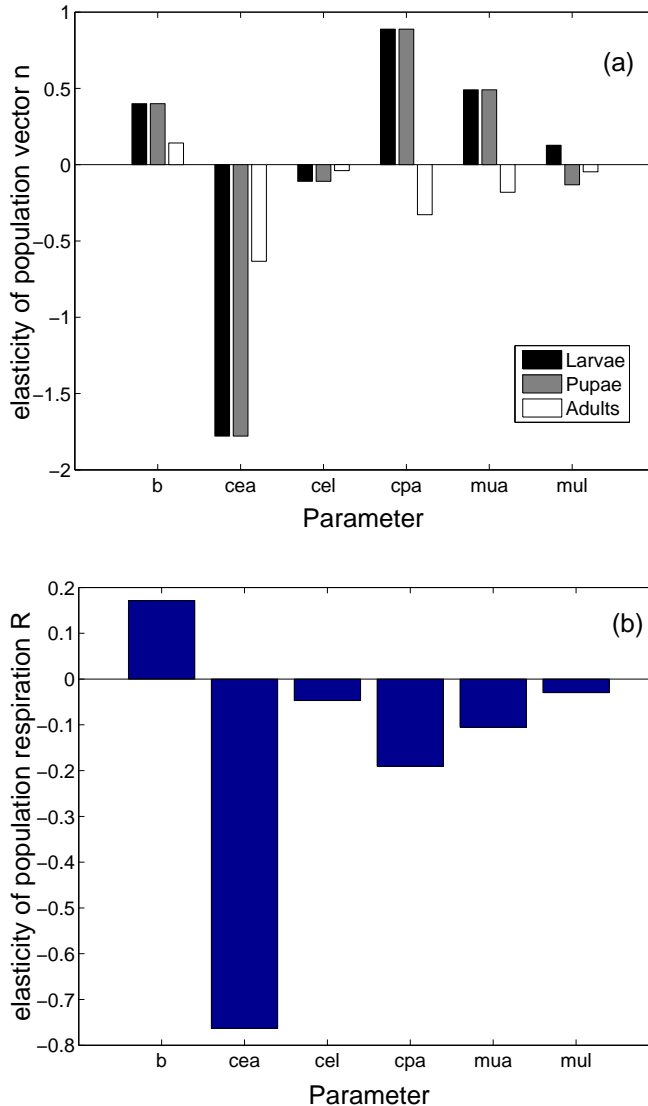 1
0.5
0
−0.5
−1
−1.5
−2
elasticity of population vector n
(a)
Larvae
Pupae
Adults
b cea cel cpa mua mul
Parameter
0.2
0.1
0
−0.1
−0.2
−0.3
−0.4
−0.5
−0.6
−0.7
−0.8
elasticity of population respiration R
(b)
b cea cel cpa mua mul
Parameter